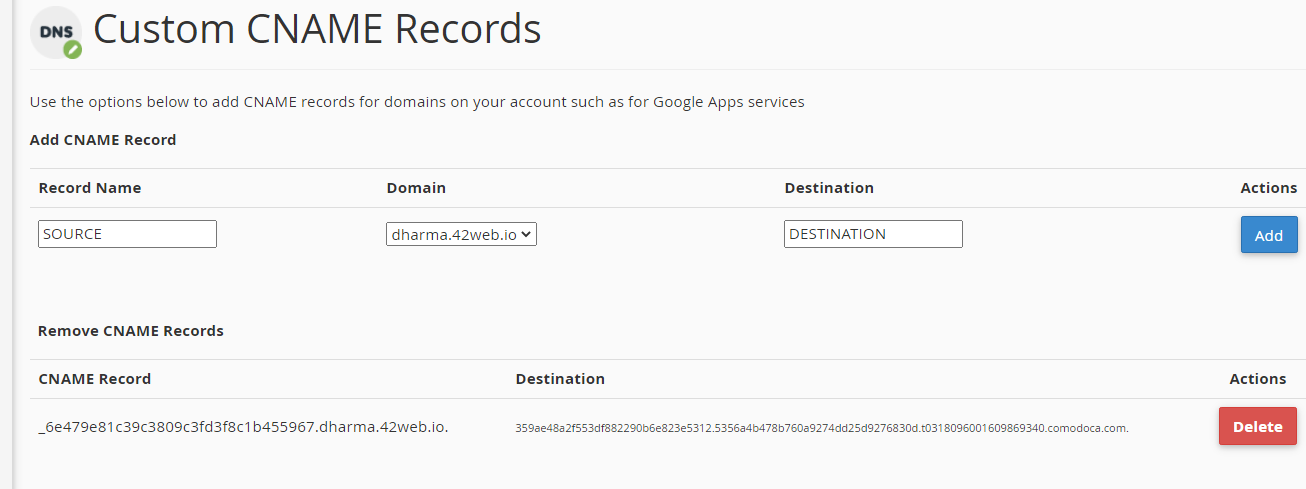 DNS Custom CNAME Records
Use the options below to add CNAME records for domains on your account such as for Google Apps services
Add CNAME Record
Record Name Domain Destination Actions
SOURCE dharma.42web.io DESTINATION Add
Remove CNAME Records
CNAME Record Destination Actions
_6e479e81c39c3809c3fd3f8c1b455967.dharma.42web.io. 359ae48a2f553df882290b6e823e5312.5356a4b478b760a9274dd25d9276830d.t0318096001609869340.comodoca.com. Delete